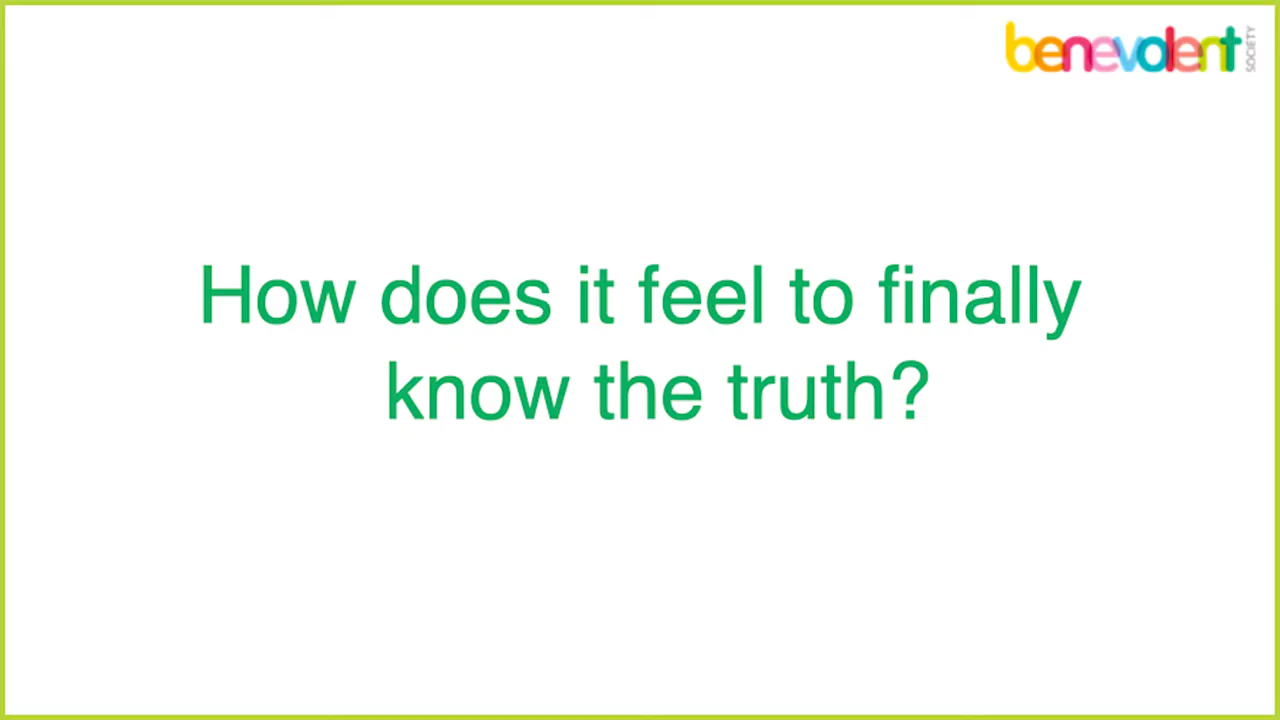 benevolent
SOCIETY
How does it feel to finally
know the truth?